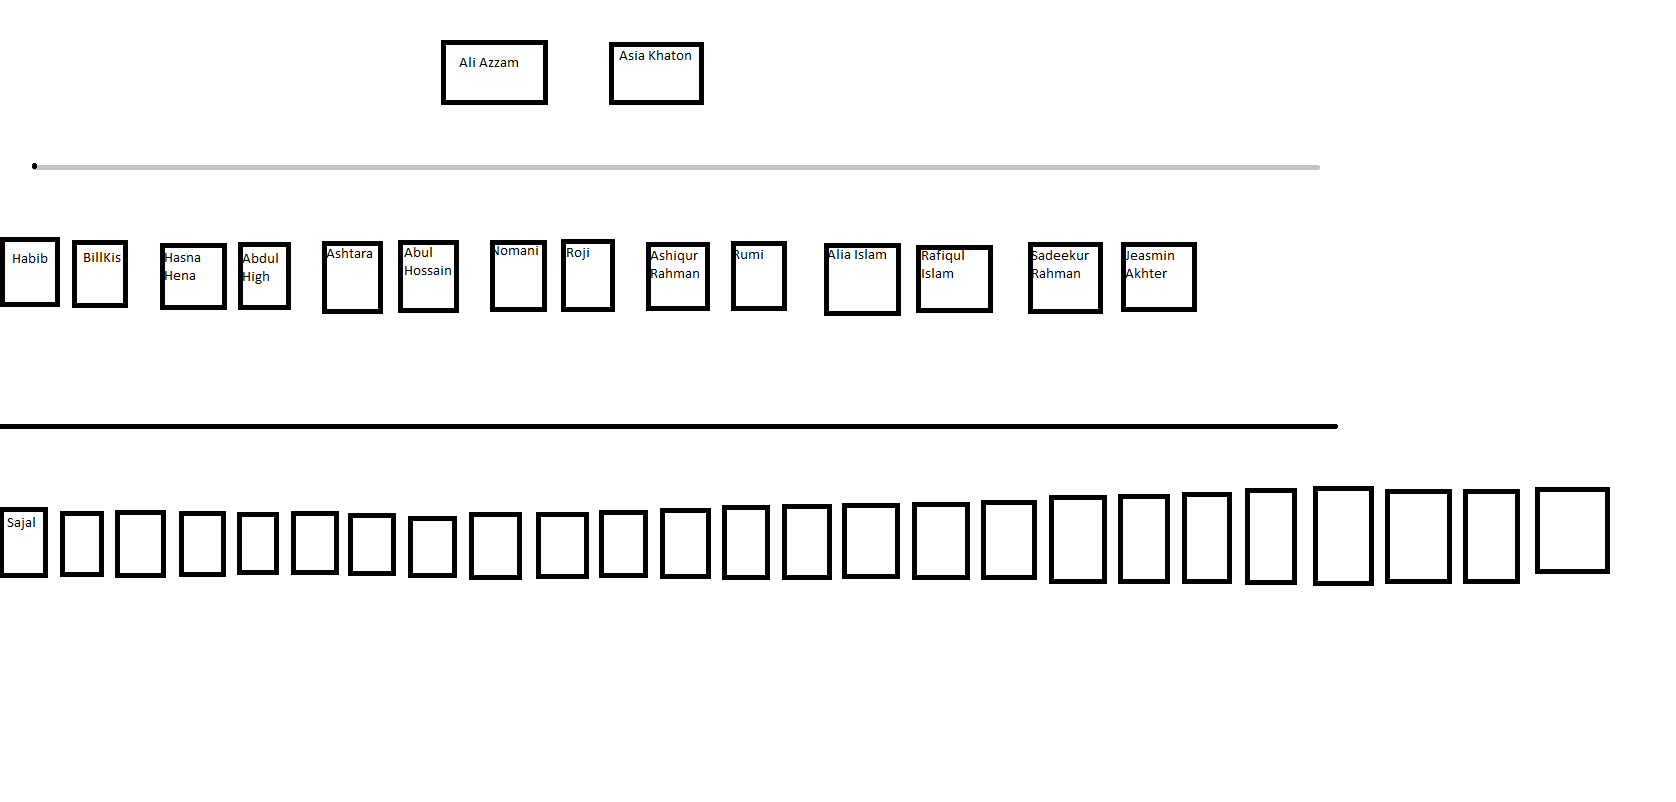 Ali Azzam
Asia Khaton
Habib
BillKis
Hasna
Hena
Abdul
High
Ashtara
Abul
Hossain
Nomani
Roji
Ashiqur
Rahman
Rumi
Alia Islam
Rafiqul
Islam
Sadeekur
Rahman
Jeasmin
Akhter
Sajal